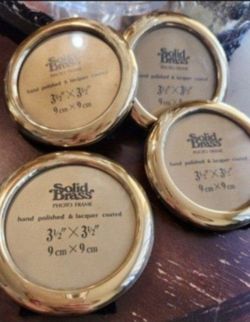 Solid
Brass
PHOTO FRAME
hand polished & lacquer coated
3½" × 3½"
9 cm × 9 cm
Solid
Brass
PHOTO FRAME
hand polished & lacquer coated
3½" × 3½"
9 cm × 9 cm
Solid
Brass
PHOTO FRAME
hand polished & lacquer coated
3½" × 3½"
9 cm × 9 cm
Solid
Brass
PHOTO FRAME
hand polished & lacquer coated
3½" × 3½"
9 cm × 9 cm